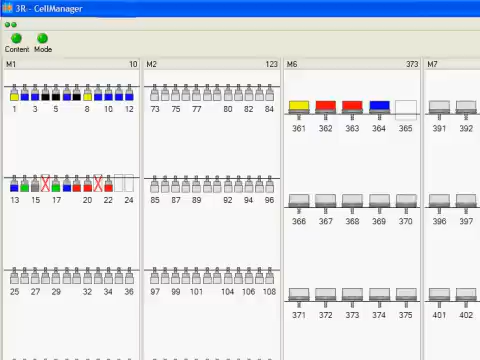 3R - CellManager
Content Mode
M1 10 M2 123 M6 373 M7
1 3 5 8 10 12 73 75 77 80 82 84 361 362 363 364 365 391 392
13 15 17 20 22 24 85 87 89 92 94 96 366 367 368 369 370 396 397
25 27 29 32 34 36 97 99 101 104 106 108 371 372 373 374 375 401 402